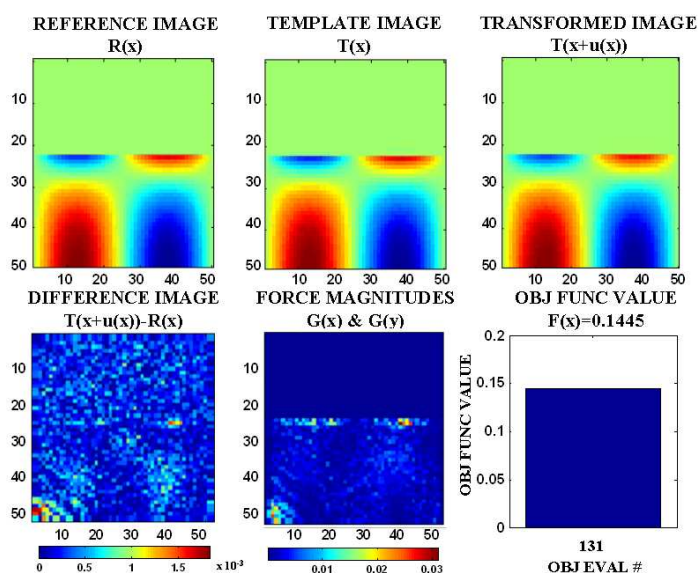 REFERENCE IMAGE
R(x)
TEMPLATE IMAGE
T(x)
TRANSFORMED IMAGE
T(x+u(x))
10
20
30
40
50
10 20 30 40 50
10
20
30
40
50
10 20 30 40 50
10
20
30
40
50
10 20 30 40 50
DIFFERENCE IMAGE
T(x+u(x))-R(x)
FORCE MAGNITUDES
G(x) & G(y)
OBJ FUNC VALUE
F(x)=0.1445
10
20
30
40
50
10 20 30 40 50
0 0.5 1 1.5
x 10⁻³
10
20
30
40
50
10 20 30 40 50
0.01 0.02 0.03
OBJ FUNC VALUE
0.2
0.15
0.1
0.05
0
131
OBJ EVAL #